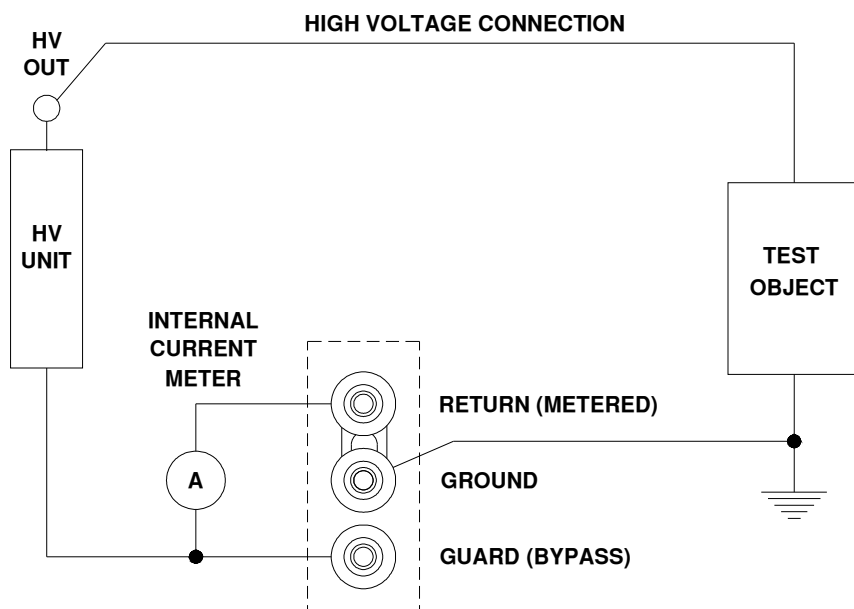 HIGH VOLTAGE CONNECTION
HV
OUT
HV
UNIT
TEST
OBJECT
INTERNAL
CURRENT
METER
RETURN (METERED)
A
GROUND
GUARD (BYPASS)